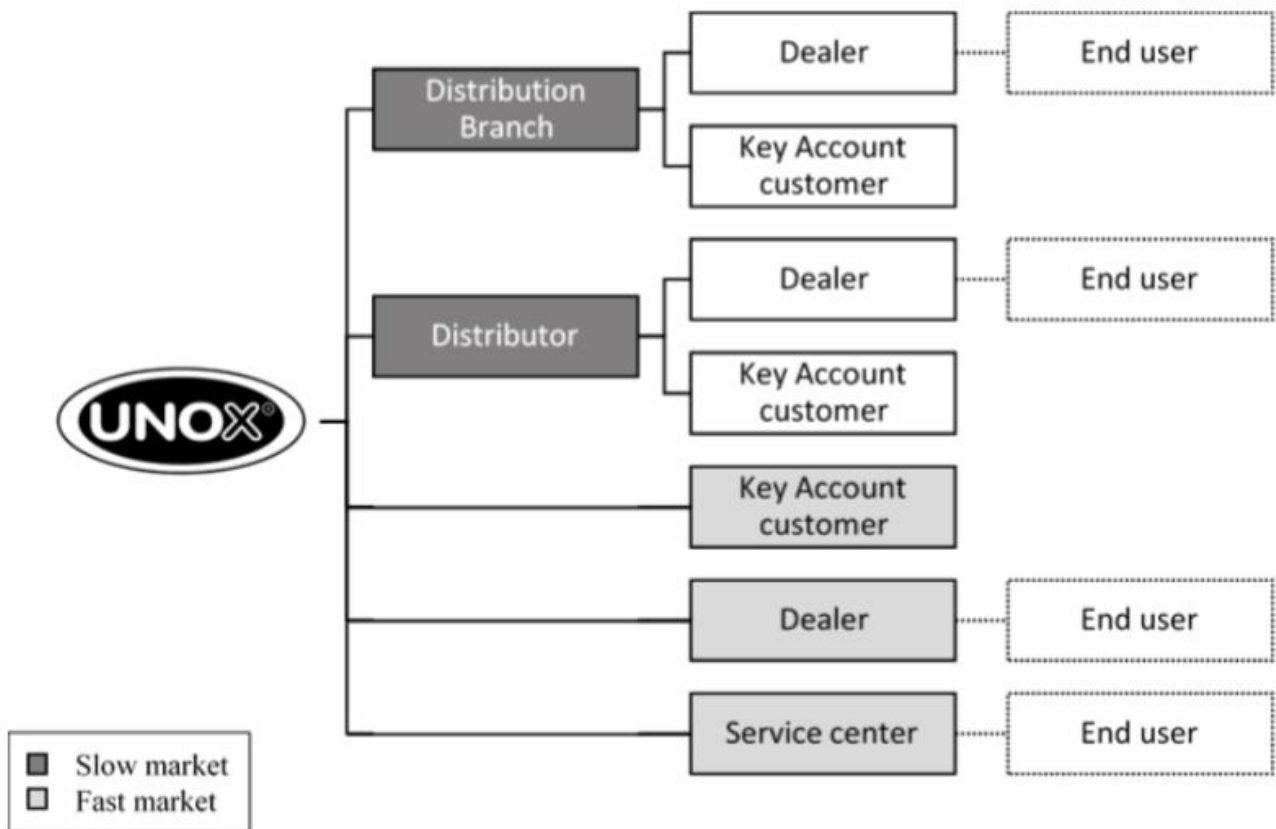 Dealer
End user
Distribution
Branch
Key Account
customer
Dealer
End user
Distributor
Key Account
customer
UNOX®
Key Account
customer
Dealer
End user
Service center
End user
Slow market
Fast market